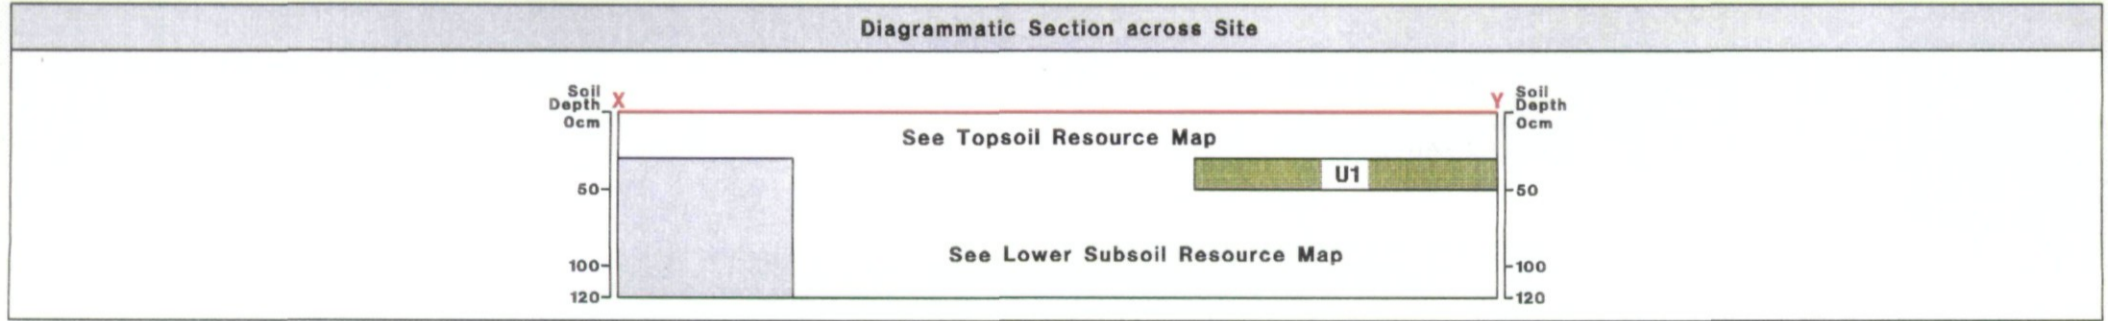 Diagrammatic Section across Site
Soil
Depth
X
Y
Soil
Depth
0cm
0cm
See Topsoil Resource Map
U1
50
50
See Lower Subsoil Resource Map
100
100
120
120